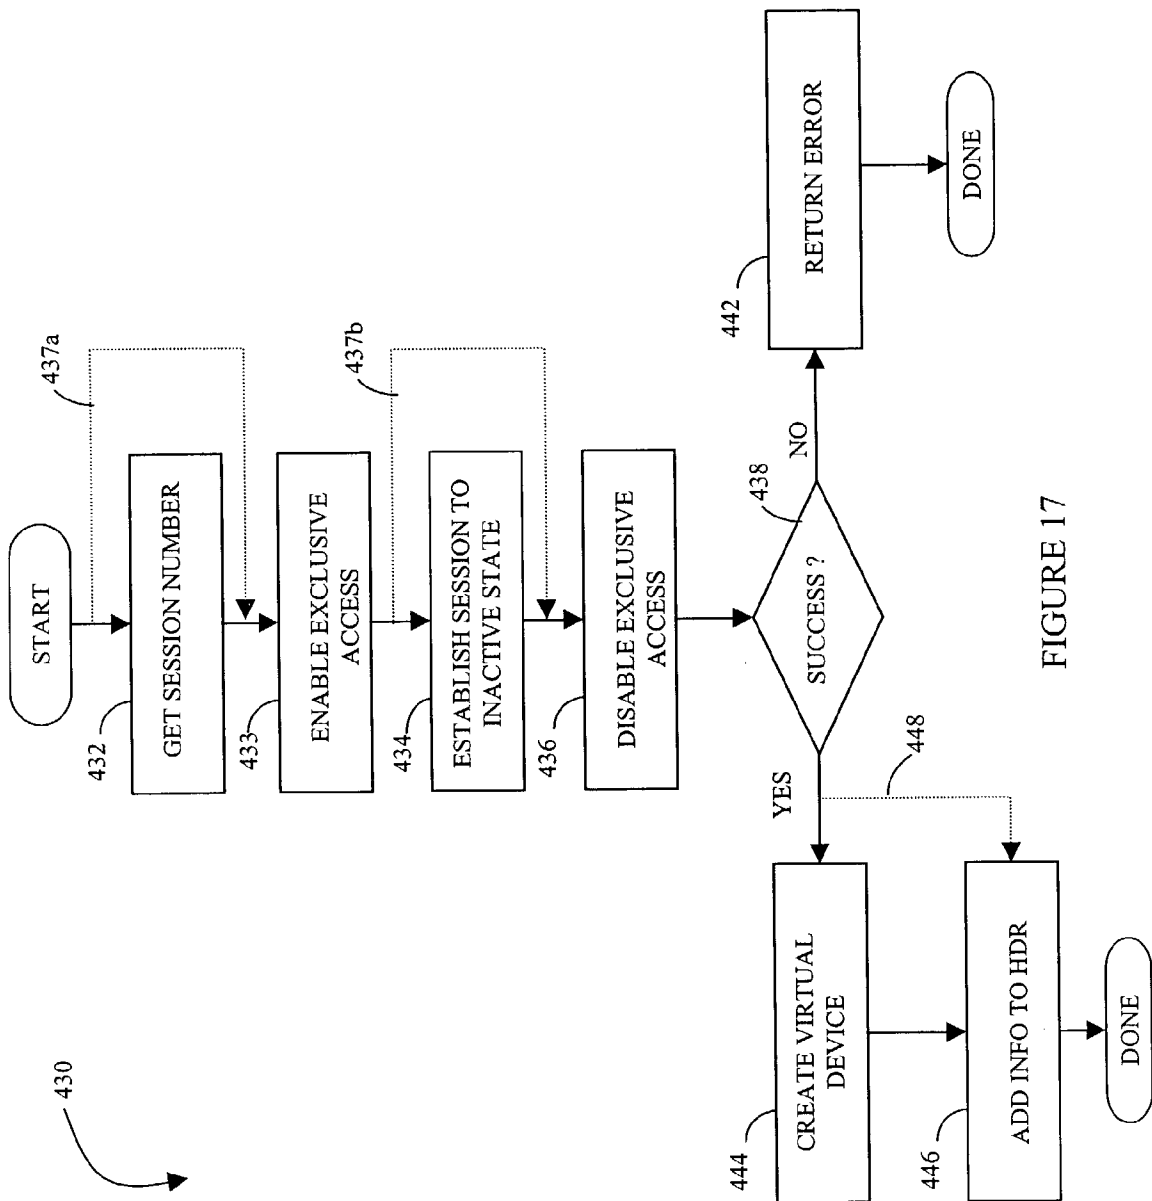 430
START
437a
432
GET SESSION NUMBER
433
ENABLE EXCLUSIVE
ACCESS
437b
434
ESTABLISH SESSION TO
INACTIVE STATE
436
DISABLE EXCLUSIVE
ACCESS
438
SUCCESS ?
YES
NO
448
444
CREATE VIRTUAL
DEVICE
442
RETURN ERROR
446
ADD INFO TO HDR
DONE
DONE
FIGURE 17